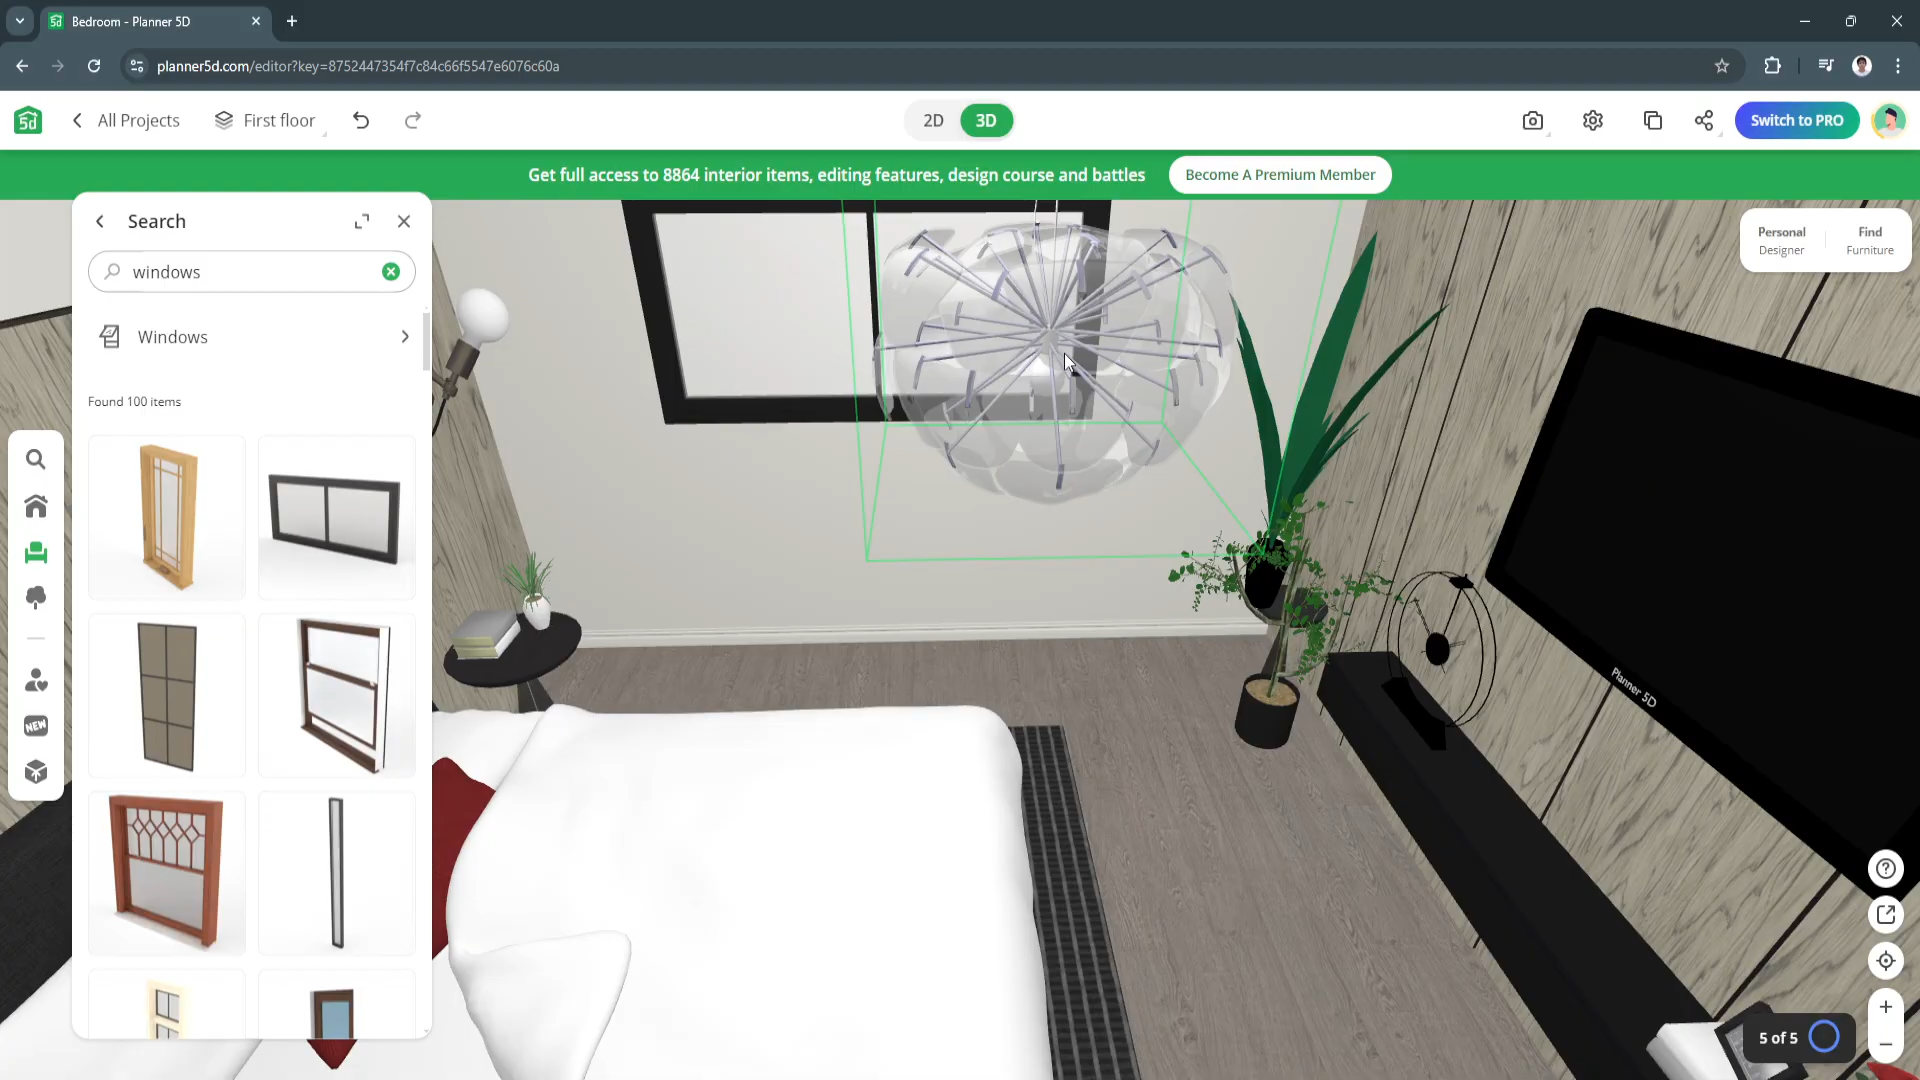 Bedroom - Planner 5D
planner5d.com/editor?key=8752447354f7c84c66f5547e6076c60a
5d
All Projects
First floor
2D
3D
Switch to PRO
Get full access to 8864 interior items, editing features, design course and battles
Become A Premium Member
Search
windows
Windows
Found 100 items
NEW
Personal
Designer
Find
Furniture
Planner 5D
5 of 5